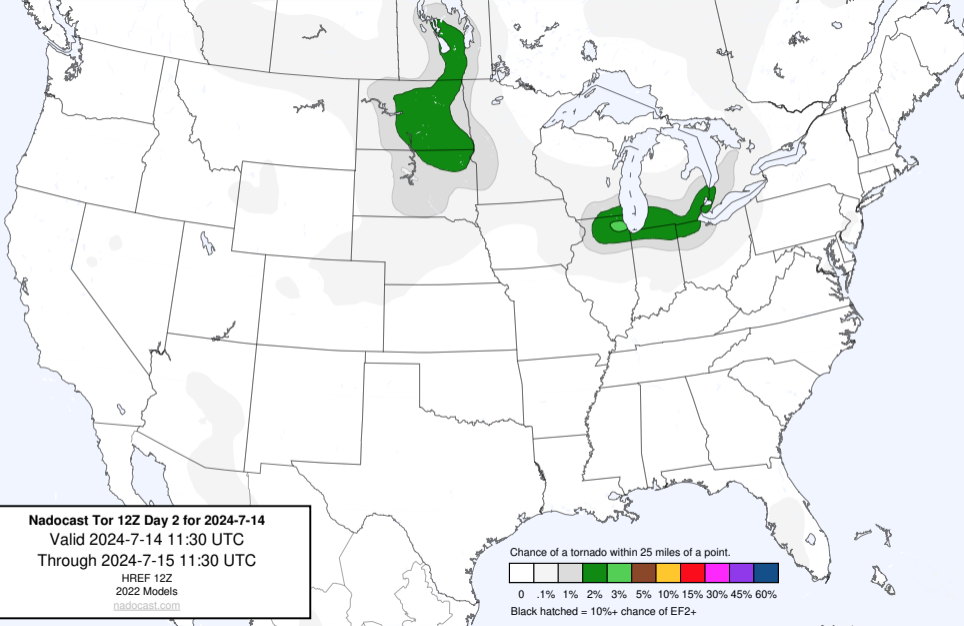 Nadocast Tor 12Z Day 2 for 2024-7-14
Valid 2024-7-14 11:30 UTC
Through 2024-7-15 11:30 UTC
HREF 12Z
2022 Models
nadocast.com
Chance of a tornado within 25 miles of a point.
0 .1% 1% 2% 3% 5% 10% 15% 30% 45% 60%
Black hatched = 10%+ chance of EF2+